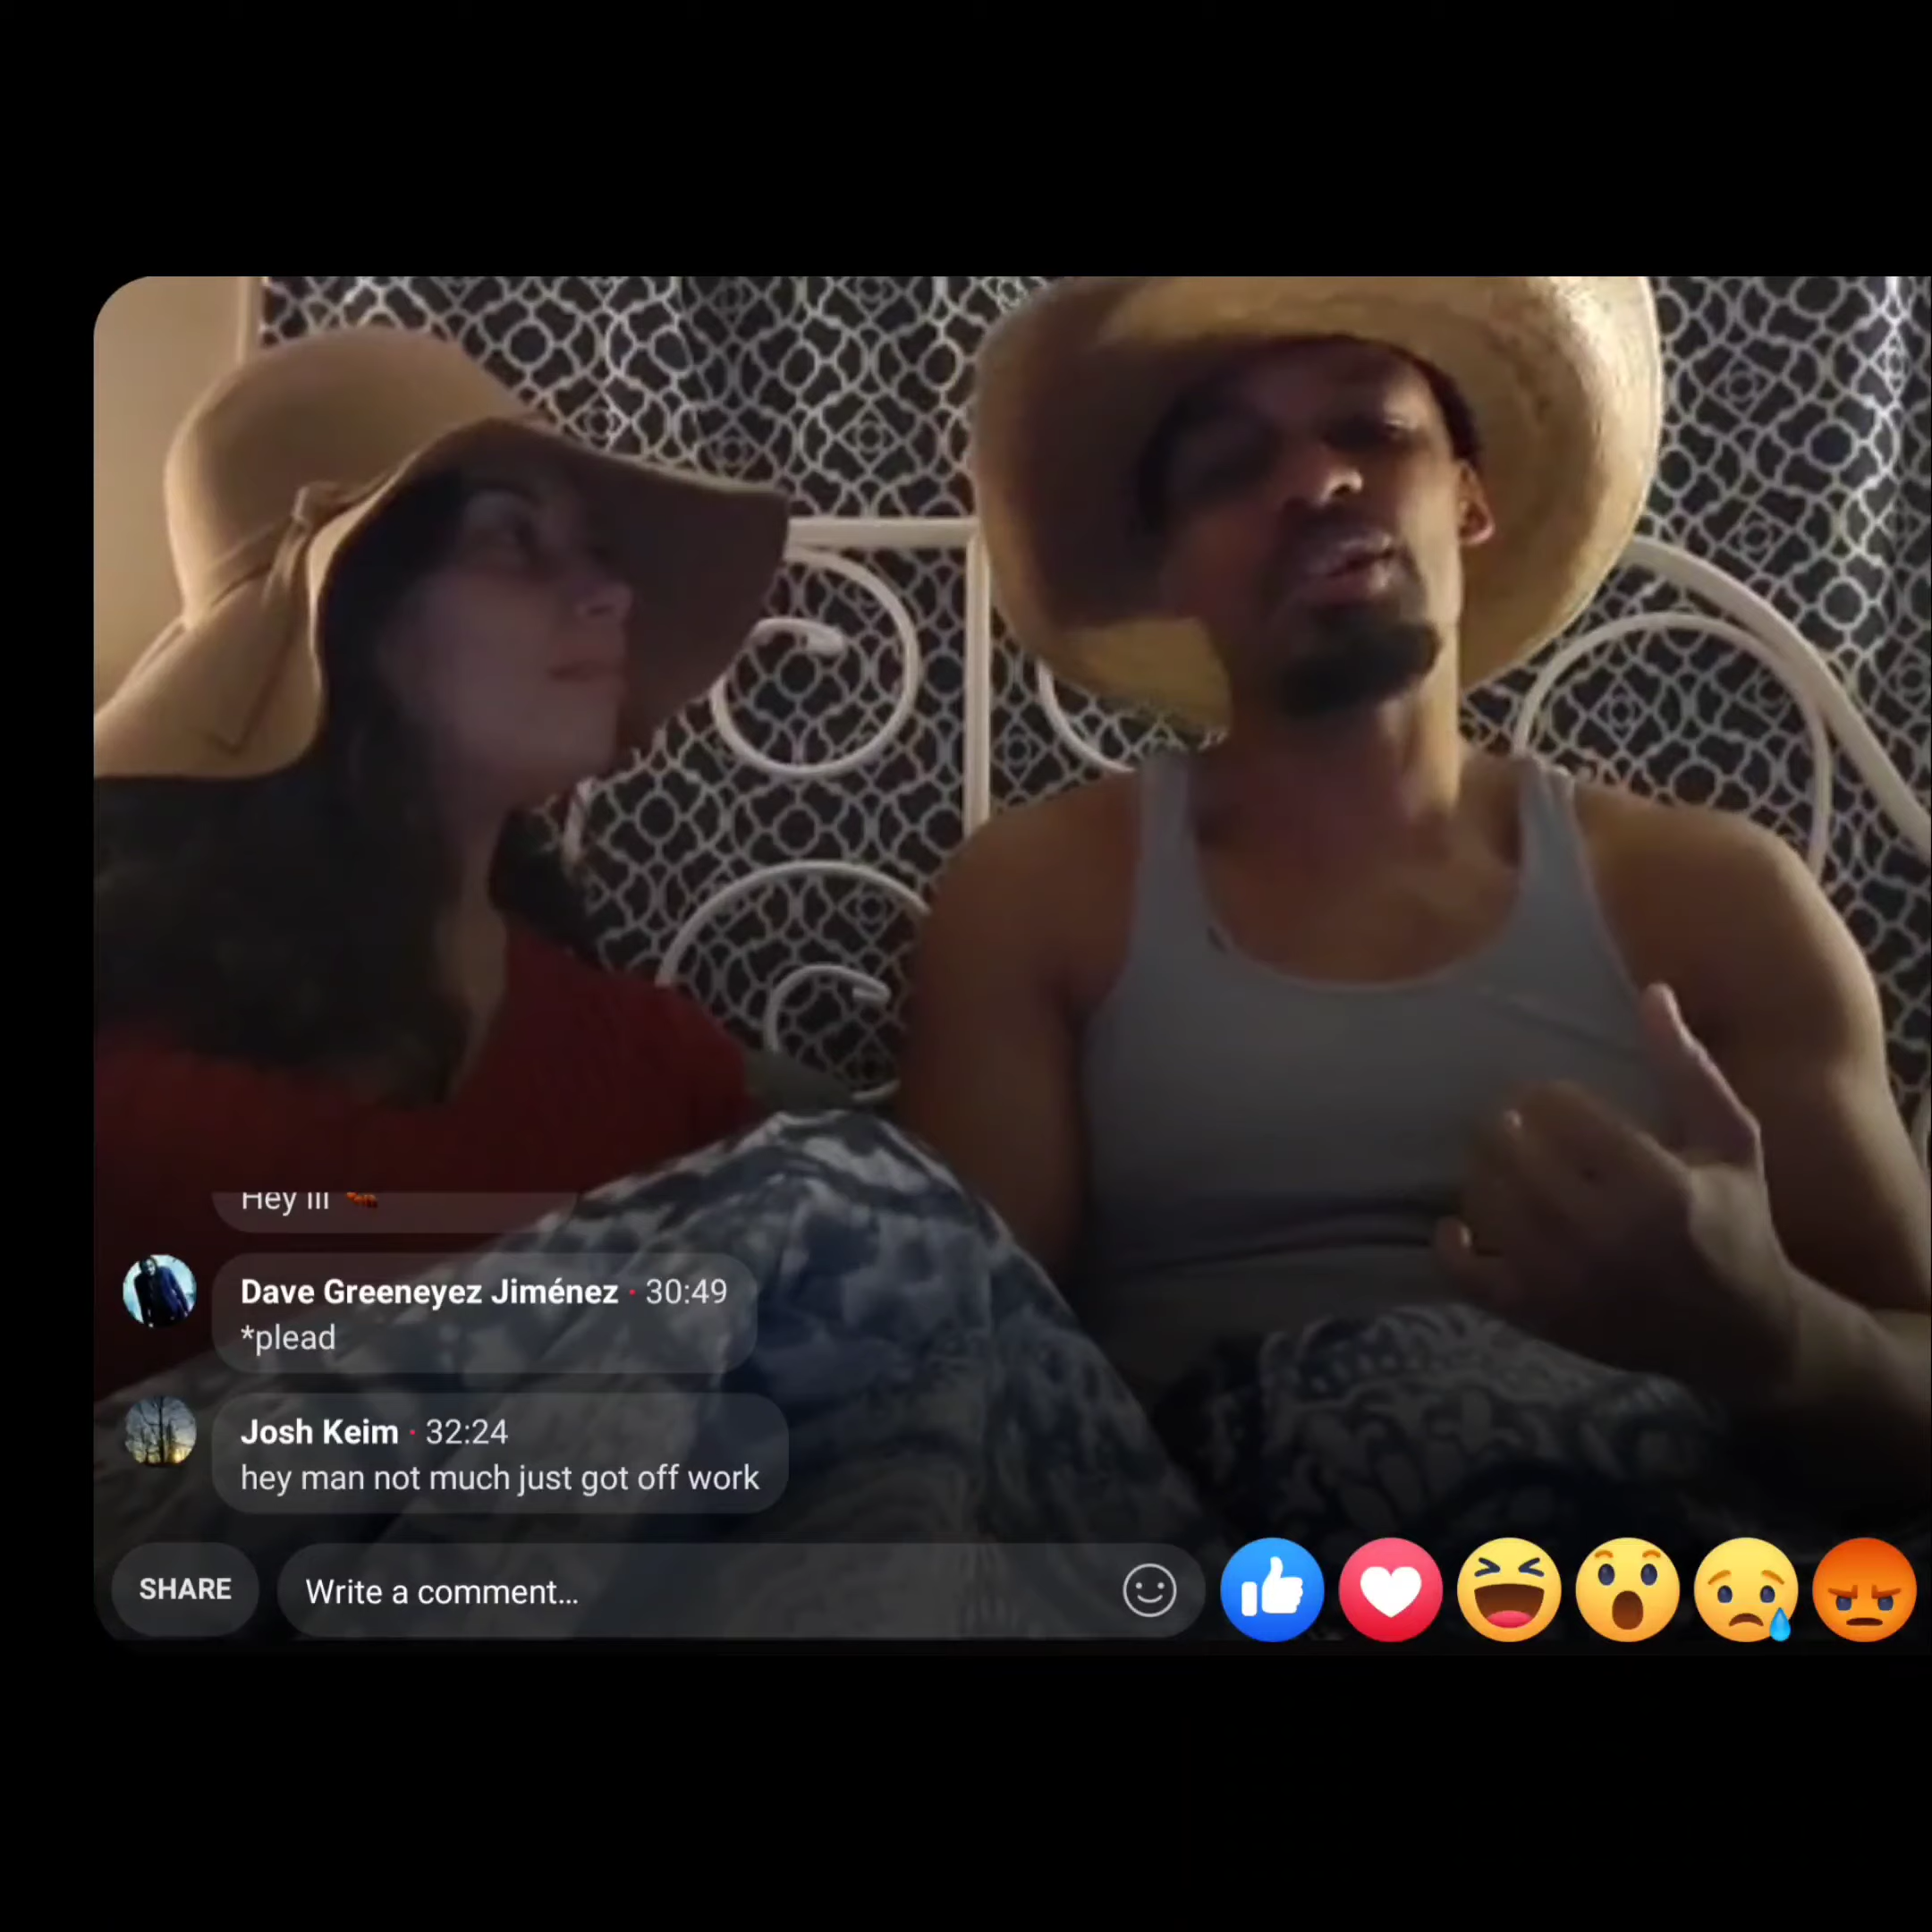 Hey
Dave Greeneyez Jiménez · 30:49
*plead
Josh Keim · 32:24
hey man not much just got off work
SHARE
Write a comment...